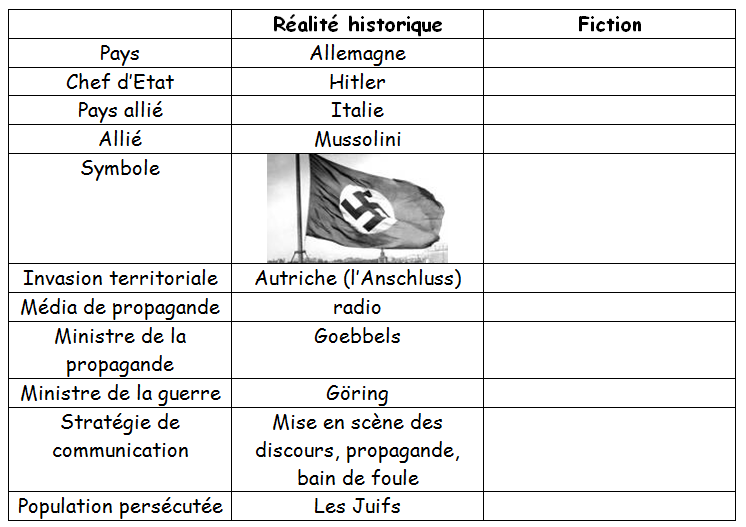 Réalité historique Fiction
Pays Allemagne
Chef d'Etat Hitler
Pays allié Italie
Allié Mussolini
Symbole
Invasion territoriale Autriche (l'Anschluss)
Média de propagande radio
Ministre de la Goebbels
propagande
Ministre de la guerre Göring
Stratégie de Mise en scène des
communication discours, propagande,
bain de foule
Population persécutée Les Juifs